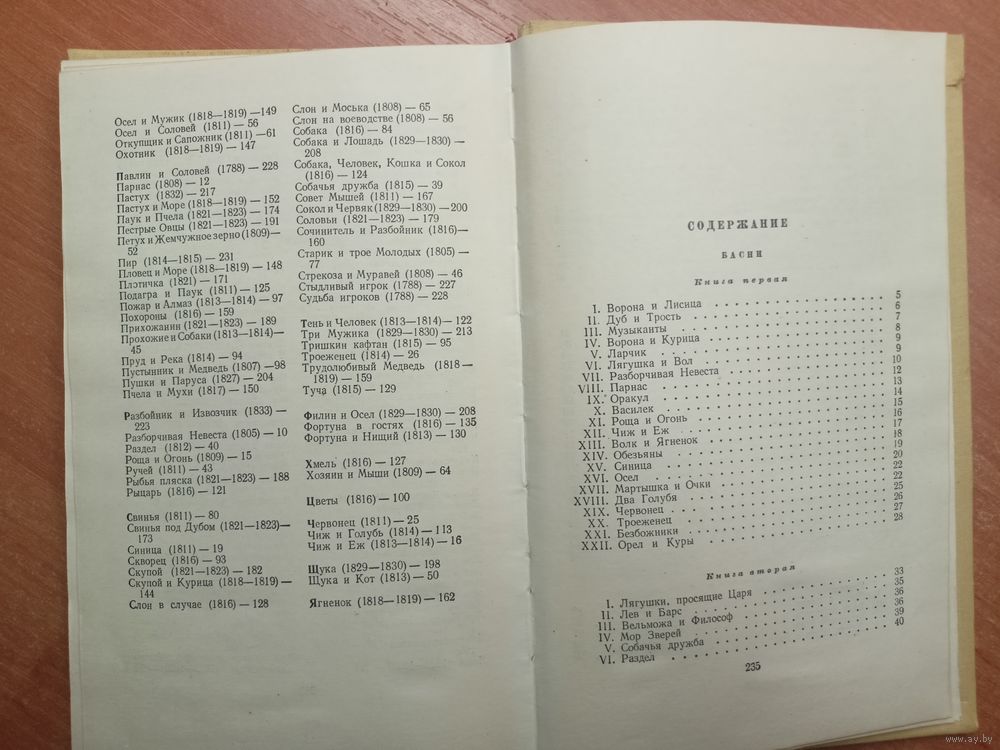 Осел и Мужик (1818—1819) —149
Осел и Соловей (1811) — 56
Откупщик и Сапожник (1811) —61
Охотник (1818—1819) — 147
Павлин и Соловей (1788) — 228
Парнас (1808) — 12
Пастух (1832) — 217
Пастух и Море (1818—1819) — 152
Паук и Пчела (1821—1823) — 174
Пестрые Овцы (1821—1823) — 191
Петух и Жемчужное зерно (1809)—
52
Пир (1814—1815) — 231
Пловец и Море (1818—1819) — 148
Плотичка (1821) — 171
Подагра и Паук (1811) — 125
Пожар и Алмаз (1813—1814) — 97
Похороны (1816) — 159
Прихожанин (1821—1823) — 189
Прохожие и Собаки (1813—1814)—
45
Пруд и Река (1814) — 94
Пустынник и Медведь (1807) —98
Пушки и Паруса (1827) — 204
Пчела и Мухи (1817) — 150
Разбойник и Извозчик (1833) —
223
Разборчивая Невеста (1805) — 10
Раздел (1812) — 40
Роща и Огонь (1809) — 15
Ручей (1811) — 43
Рыбья пляска (1821—1823) — 188
Рыцарь (1816) — 121
Свинья (1811) — 80
Свинья под Дубом (1821—1823)—
173
Синица (1811) — 19
Скворец (1816) — 93
Скупой (1821—1823) — 182
Скупой и Курица (1818—1819) —
144
Слон в случае (1816) — 128
Слон и Моська (1808) — 65
Слон на воеводстве (1808) — 56
Собака (1816) — 84
Собака и Лошадь (1829—1830) —
208
Собака, Человек, Кошка и Сокол
(1816) — 124
Собачья дружба (1815) — 39
Совет Мышей (1811) — 167
Сокол и Червяк (1829—1830) —200
Соловьи (1821—1823) — 179
Сочинитель и Разбойник (1816)—
160
Старик и трое Молодых (1805) —
77
Стрекоза и Муравей (1808) — 46
Стыдливый игрок (1788) — 227
Судьба игроков (1788) — 228
Тень и Человек (1813—1814) — 122
Три Мужика (1829—1830) — 213
Тришкин кафтан (1815) — 95
Троеженец (1814) — 26
Трудолюбивый Медведь (1818—
1819) — 159
Туча (1815) — 129
Филин и Осел (1829—1830) — 208
Фортуна в гостях (1816) — 135
Фортуна и Нищий (1813) — 130
Хмель (1816) — 127
Хозяин и Мыши (1809) — 64
Цветы (1816) — 100
Червонец (1811) — 25
Чиж и Голубь (1814) — 113
Чиж и Еж (1813—1814) — 16
Щука (1829—1830) — 198
Щука и Кот (1813) — 50
Ягненок (1818—1819) — 162
СОДЕРЖАНИЕ
БАСНИ
Книга первая
I. Ворона и Лисица 5
II. Дуб и Трость 6
III. Музыканты 7
IV. Ворона и Курица 8
V. Ларчик 9
VI. Лягушка и Вол 9
VII. Разборчивая Невеста 10
VIII. Парнас 12
IX. Оракул 13
X. Василек 14
XI. Роща и Огонь 15
XII. Чиж и Еж 16
XIII. Волк и Ягненок 17
XIV. Обезьяны 18
XV. Синица 19
XVI. Осел 20
XVII. Мартышка и Очки 22
XVIII. Два Голубя 22
XIX. Червонец 25
XX. Троеженец 26
XXI. Безбожники 27
XXII. Орел и Куры 28
Книга вторая
I. Лягушки, просящие Царя 33
II. Лев и Барс 35
III. Вельможа и Философ 36
IV. Мор Зверей 36
V. Собачья дружба 39
VI. Раздел 40
235
www.ay.by